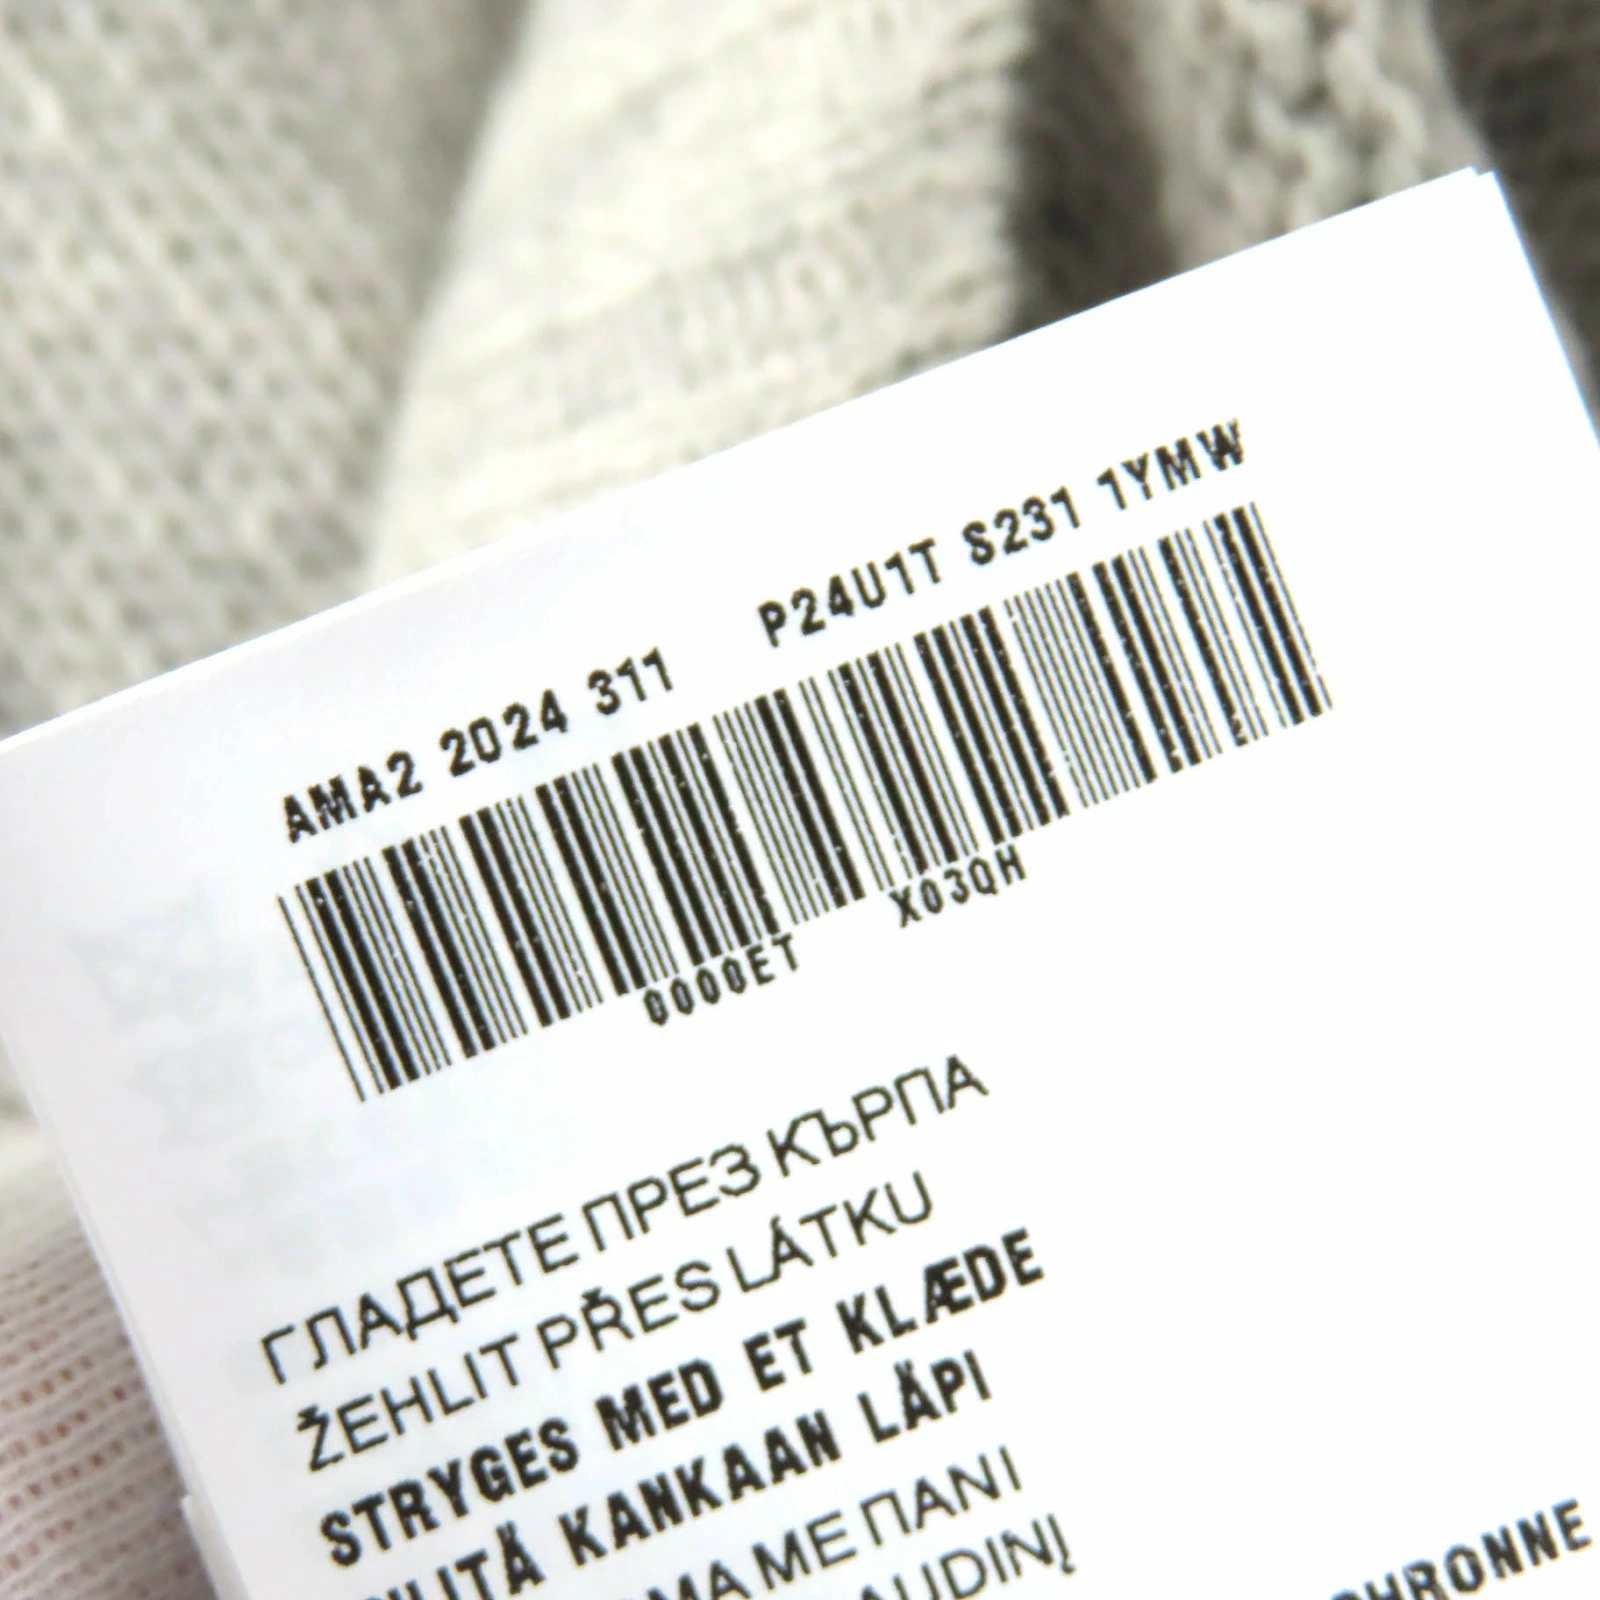 AMA2 2024 311 P24U1T S231 1YMW
0000ET X03QH
ГЛАДЕТЕ ПРЕЗ КЪРПА
ŽEHLIT PŘES LÁTKU
STRYGES MED ET KLÆDE
KANKAAN LÄPI
ΜΕ ΠΑΝΙ